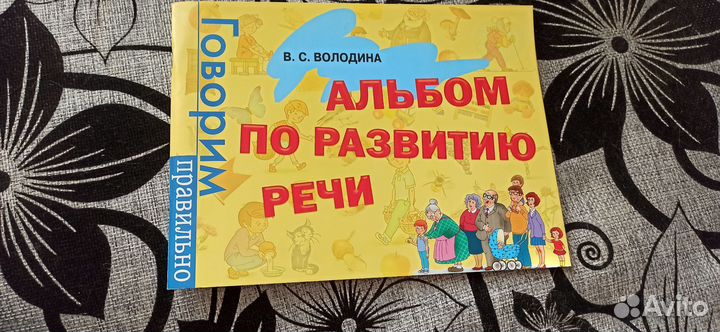 Говорим
правильно
В. С. ВОЛОДИНА
АЛЬБОМ
ПО РАЗВИТИЮ
РЕЧИ
Avito